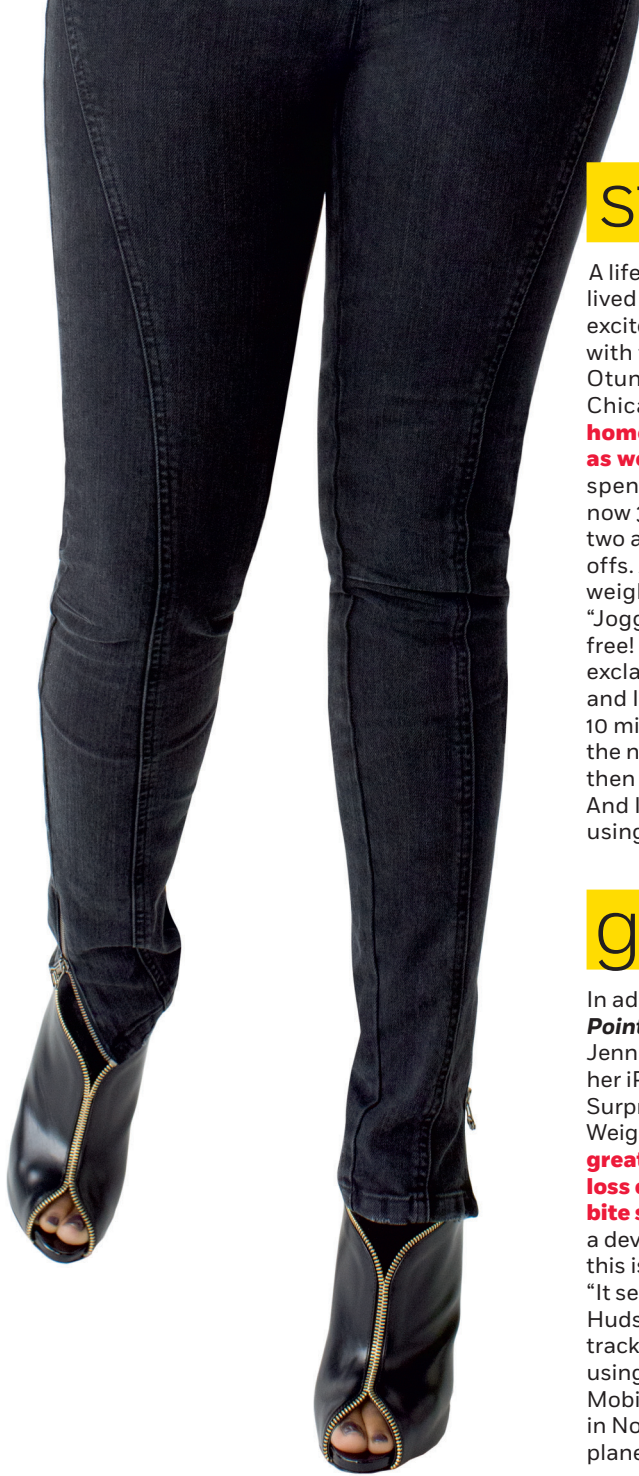 s
A life
lived
excite
with
Otun
Chica
home
as we
spen
now 3
two a
offs.
weigh
“Jogg
free!
excla
and I
10 mi
the n
then
And I
using
g
In ad
Point
Jenn
her iP
Surpr
Weig
great
loss
bite s
a dev
this is
“It se
Huds
track
using
Mobi
in No
plane